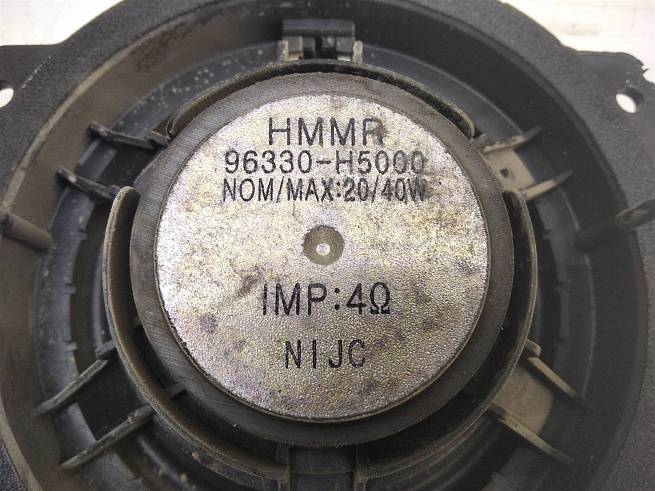 HMMR
96330-H5000
NOM/MAX:20/40W
IMP:4Ω
NIJC